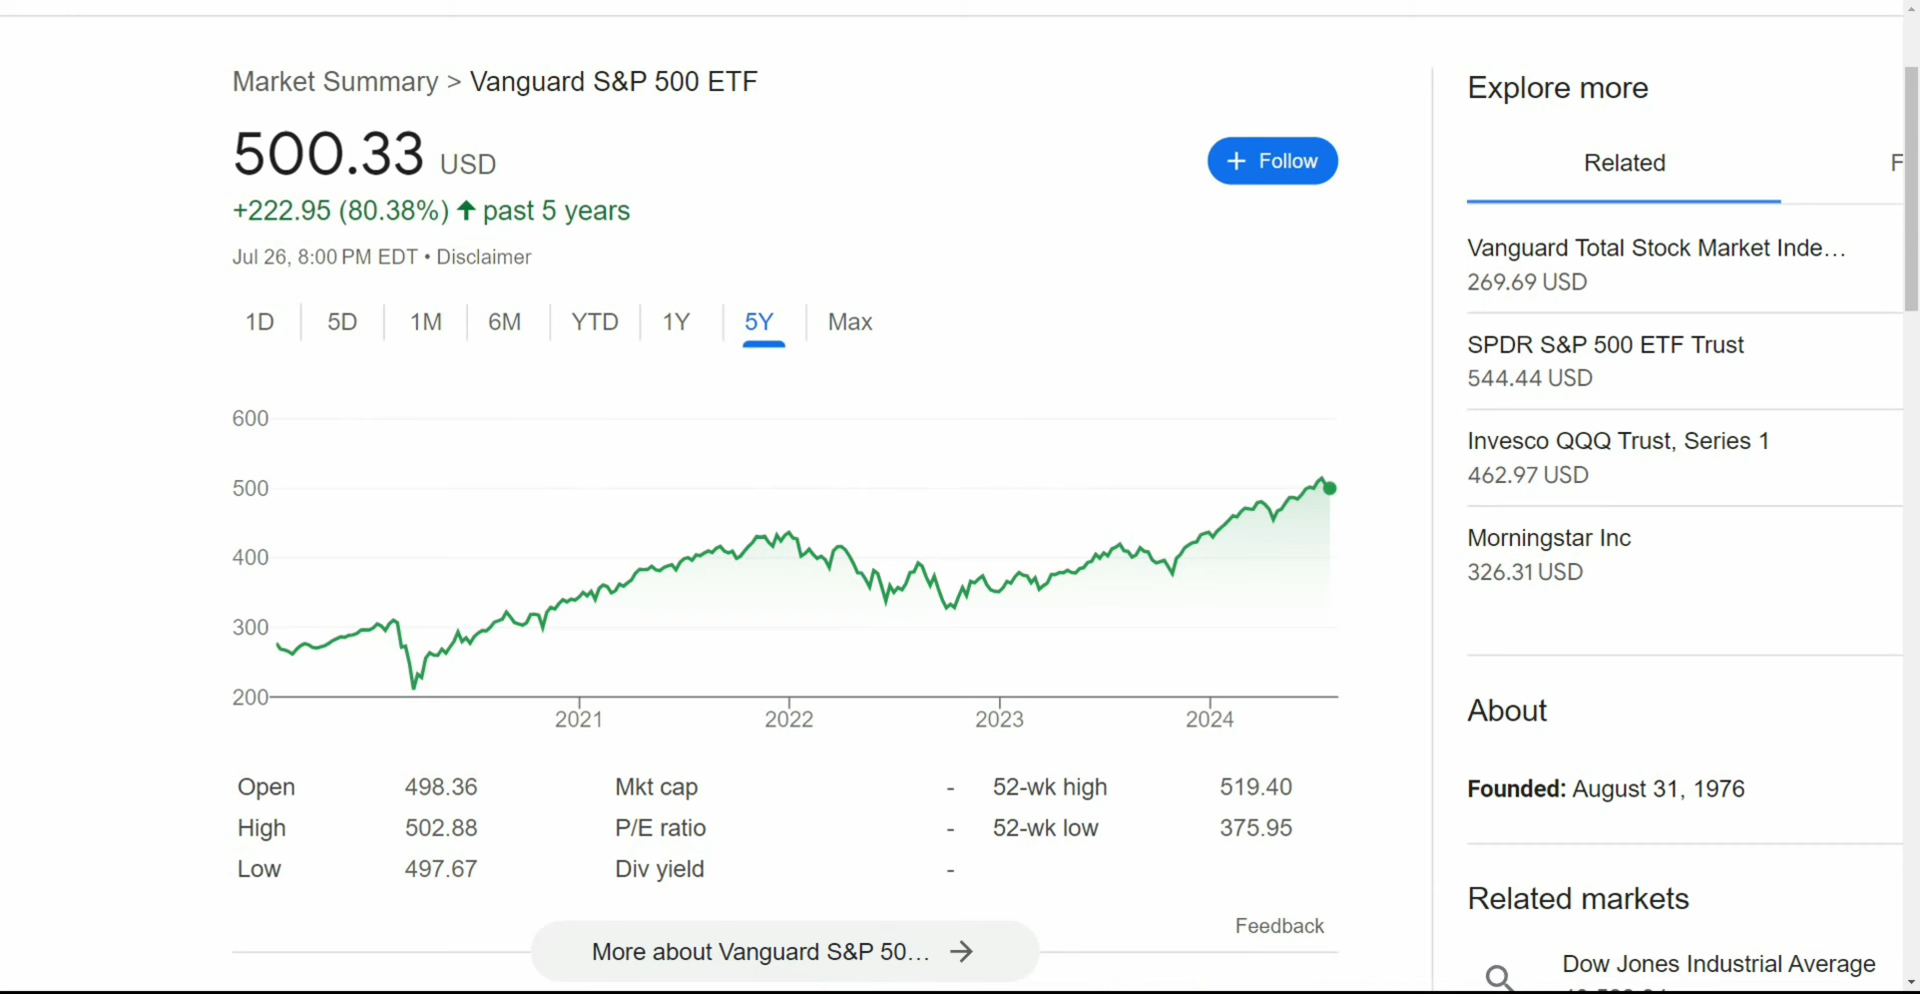 Market Summary > Vanguard S&P 500 ETF
500.33 USD
+ Follow
+222.95 (80.38%) ↑ past 5 years
Jul 26, 8:00 PM EDT • Disclaimer
1D 5D 1M 6M YTD 1Y 5Y Max
600
500
400
300
200
2021 2022 2023 2024
Open 498.36 Mkt cap - 52-wk high 519.40
High 502.88 P/E ratio - 52-wk low 375.95
Low 497.67 Div yield -
Feedback
More about Vanguard S&P 50... →
Explore more
Related F
Vanguard Total Stock Market Inde...
269.69 USD
SPDR S&P 500 ETF Trust
544.44 USD
Invesco QQQ Trust, Series 1
462.97 USD
Morningstar Inc
326.31 USD
About
Founded: August 31, 1976
Related markets
Dow Jones Industrial Average